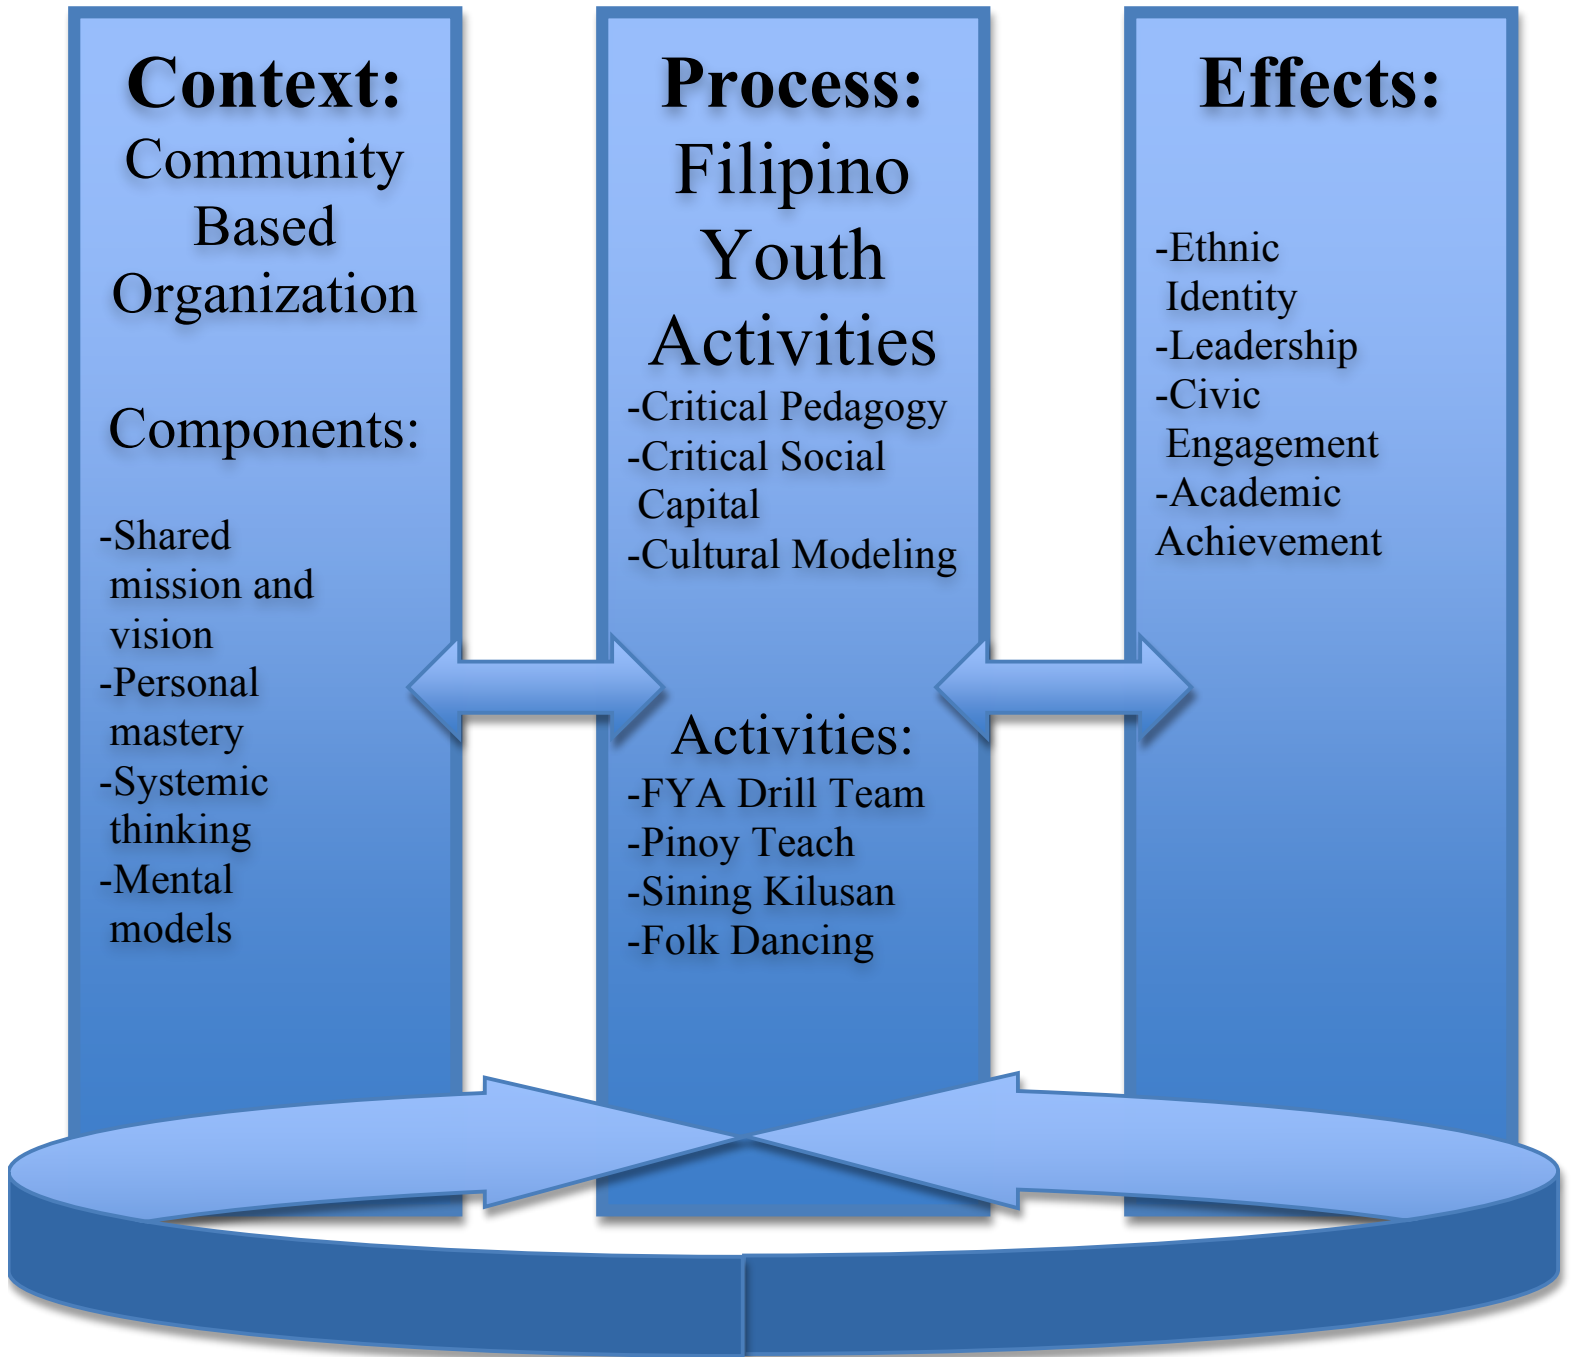 Context:
Community
Based
Organization
Components:
-Shared
mission and
vision
-Personal
mastery
-Systemic
thinking
-Mental
models
Process:
Filipino
Youth
Activities
-Critical Pedagogy
-Critical Social
Capital
-Cultural Modeling
Activities:
-FYA Drill Team
-Pinoy Teach
-Sining Kilusan
-Folk Dancing
Effects:
-Ethnic
Identity
-Leadership
-Civic
Engagement
-Academic
Achievement